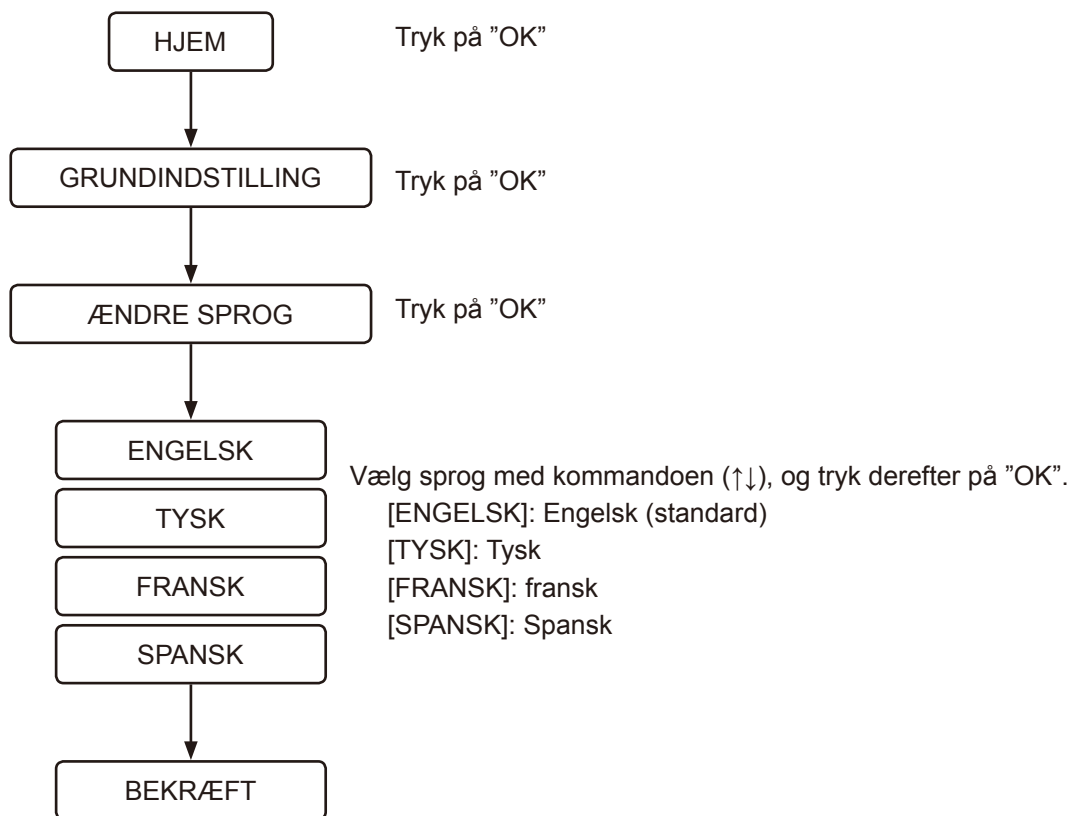 HJEM
Tryk på ”OK”
GRUNDINDSTILLING
Tryk på ”OK”
ÆNDRE SPROG
Tryk på ”OK”
ENGELSK
TYSK
FRANSK
SPANSK
Vælg sprog med kommandoen (↑↓), og tryk derefter på ”OK”.
[ENGELSK]: Engelsk (standard)
[TYSK]: Tysk
[FRANSK]: fransk
[SPANSK]: Spansk
BEKRÆFT